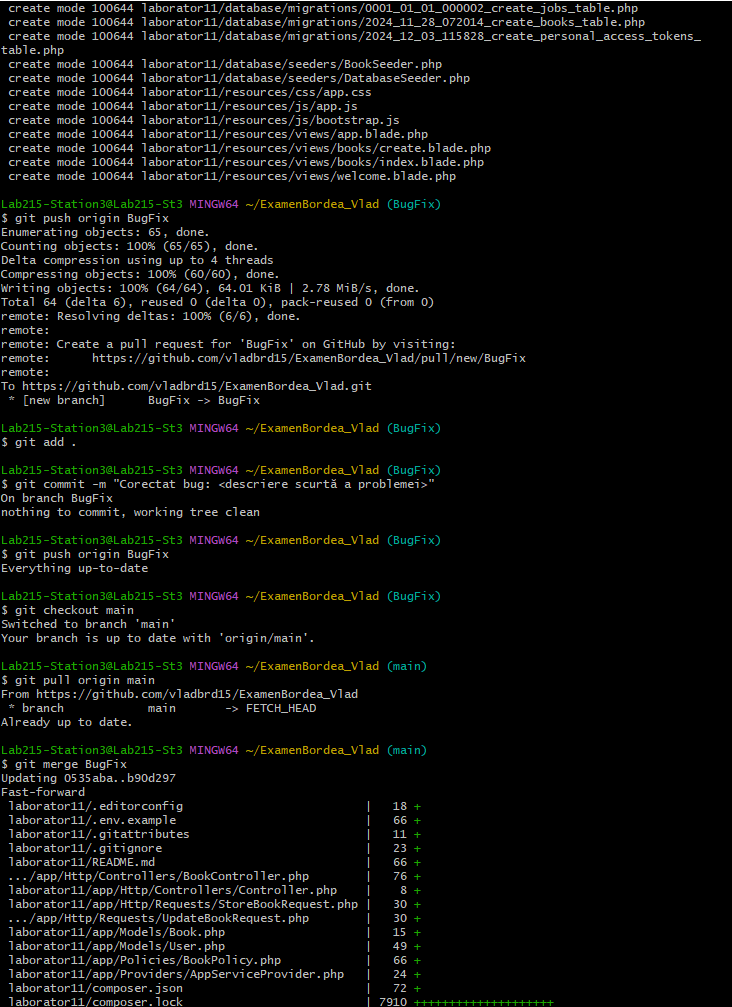 create mode 100644 laborator11/database/migrations/0001_01_01_000002_create_jobs_table.php
create mode 100644 laborator11/database/migrations/2024_11_28_072014_create_books_table.php
create mode 100644 laborator11/database/migrations/2024_12_03_115828_create_personal_access_tokens_
table.php
create mode 100644 laborator11/database/seeders/BookSeeder.php
create mode 100644 laborator11/database/seeders/DatabaseSeeder.php
create mode 100644 laborator11/resources/css/app.css
create mode 100644 laborator11/resources/js/app.js
create mode 100644 laborator11/resources/js/bootstrap.js
create mode 100644 laborator11/resources/views/app.blade.php
create mode 100644 laborator11/resources/views/books/create.blade.php
create mode 100644 laborator11/resources/views/books/index.blade.php
create mode 100644 laborator11/resources/views/welcome.blade.php
Lab215-Station3@Lab215-St3 MINGW64 ~/ExamenBordea_Vlad (BugFix)
$ git push origin BugFix
Enumerating objects: 65, done.
Counting objects: 100% (65/65), done.
Delta compression using up to 4 threads
Compressing objects: 100% (60/60), done.
Writing objects: 100% (64/64), 64.01 KiB | 2.78 MiB/s, done.
Total 64 (delta 6), reused 0 (delta 0), pack-reused 0 (from 0)
remote: Resolving deltas: 100% (6/6), done.
remote:
remote: Create a pull request for 'BugFix' on GitHub by visiting:
remote:      https://github.com/vladbrd15/ExamenBordea_Vlad/pull/new/BugFix
remote:
To https://github.com/vladbrd15/ExamenBordea_Vlad.git
* [new branch]      BugFix -> BugFix
Lab215-Station3@Lab215-St3 MINGW64 ~/ExamenBordea_Vlad (BugFix)
$ git add .
Lab215-Station3@Lab215-St3 MINGW64 ~/ExamenBordea_Vlad (BugFix)
$ git commit -m "Corectat bug: <descriere scurtă a problemei>"
On branch BugFix
nothing to commit, working tree clean
Lab215-Station3@Lab215-St3 MINGW64 ~/ExamenBordea_Vlad (BugFix)
$ git push origin BugFix
Everything up-to-date
Lab215-Station3@Lab215-St3 MINGW64 ~/ExamenBordea_Vlad (BugFix)
$ git checkout main
Switched to branch 'main'
Your branch is up to date with 'origin/main'.
Lab215-Station3@Lab215-St3 MINGW64 ~/ExamenBordea_Vlad (main)
$ git pull origin main
From https://github.com/vladbrd15/ExamenBordea_Vlad
* branch            main       -> FETCH_HEAD
Already up to date.
Lab215-Station3@Lab215-St3 MINGW64 ~/ExamenBordea_Vlad (main)
$ git merge BugFix
Updating 0535aba..b90d297
Fast-forward
laborator11/.editorconfig                          |   18 +
laborator11/.env.example                           |   66 +
laborator11/.gitattributes                         |   11 +
laborator11/.gitignore                             |   23 +
laborator11/README.md                              |   66 +
.../app/Http/Controllers/BookController.php        |   76 +
laborator11/app/Http/Controllers/Controller.php    |    8 +
laborator11/app/Http/Requests/StoreBookRequest.php |   30 +
.../app/Http/Requests/UpdateBookRequest.php        |   30 +
laborator11/app/Models/Book.php                    |   15 +
laborator11/app/Models/User.php                    |   49 +
laborator11/app/Policies/BookPolicy.php            |   66 +
laborator11/app/Providers/AppServiceProvider.php   |   24 +
laborator11/composer.json                          |   72 +
laborator11/composer.lock                          | 7910 ++++++++++++++++++++